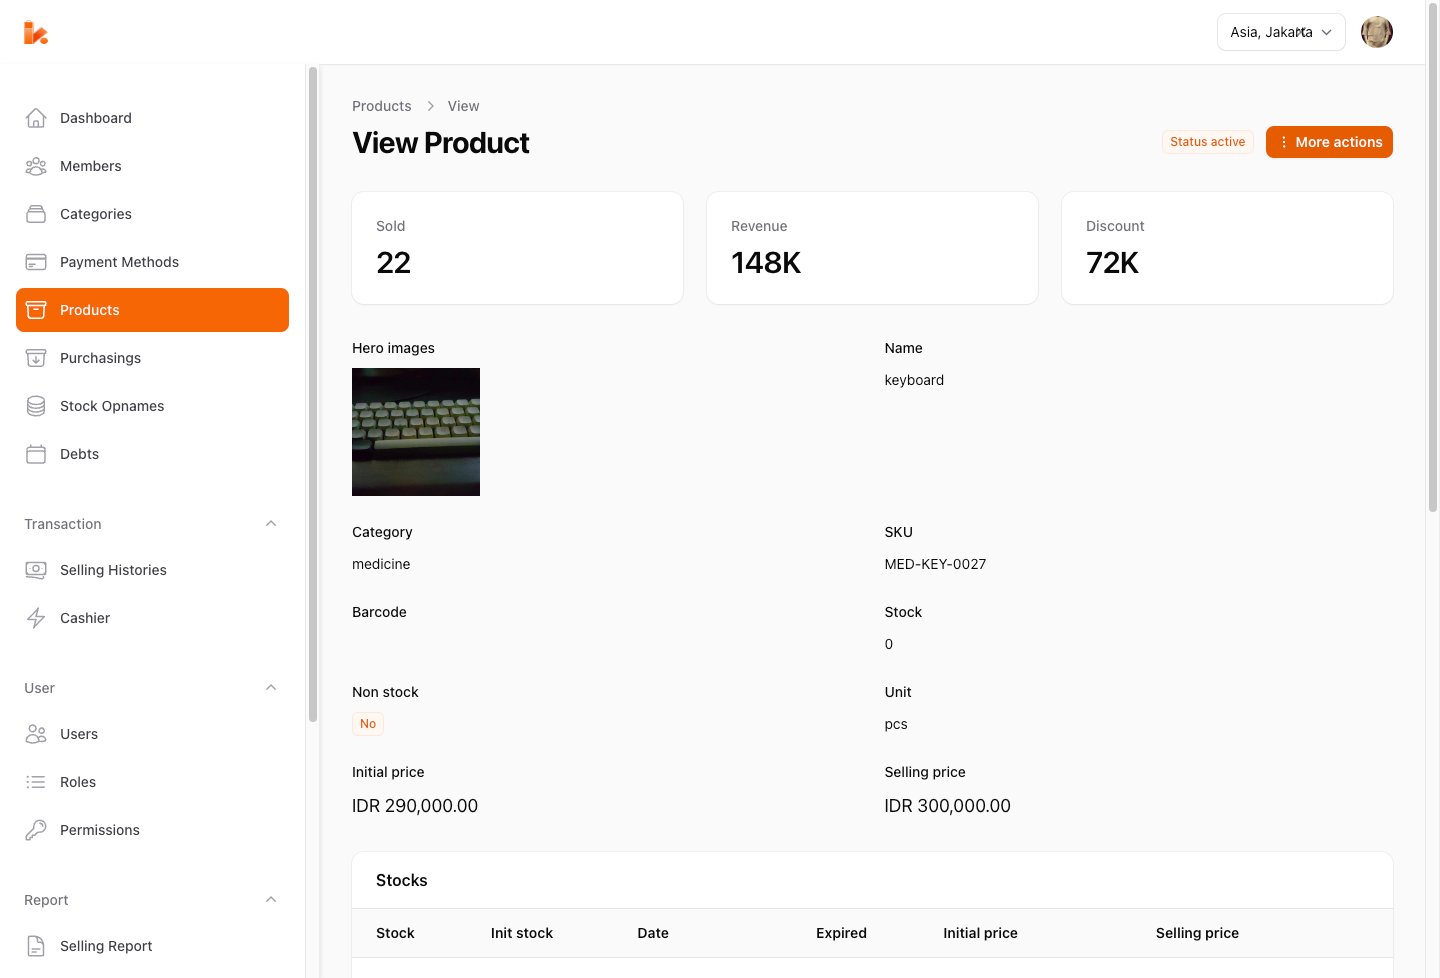 Asia, Jakarta
Dashboard
Members
Categories
Payment Methods
Products
Purchasings
Stock Opnames
Debts
Transaction
Selling Histories
Cashier
User
Users
Roles
Permissions
Report
Selling Report
Products > View
View Product
Status active
More actions
Sold
22
Revenue
148K
Discount
72K
Hero images
Name
keyboard
Category
SKU
medicine
MED-KEY-0027
Barcode
Stock
0
Non stock
Unit
No
pcs
Initial price
Selling price
IDR 290,000.00
IDR 300,000.00
Stocks
Stock Init stock Date Expired Initial price Selling price